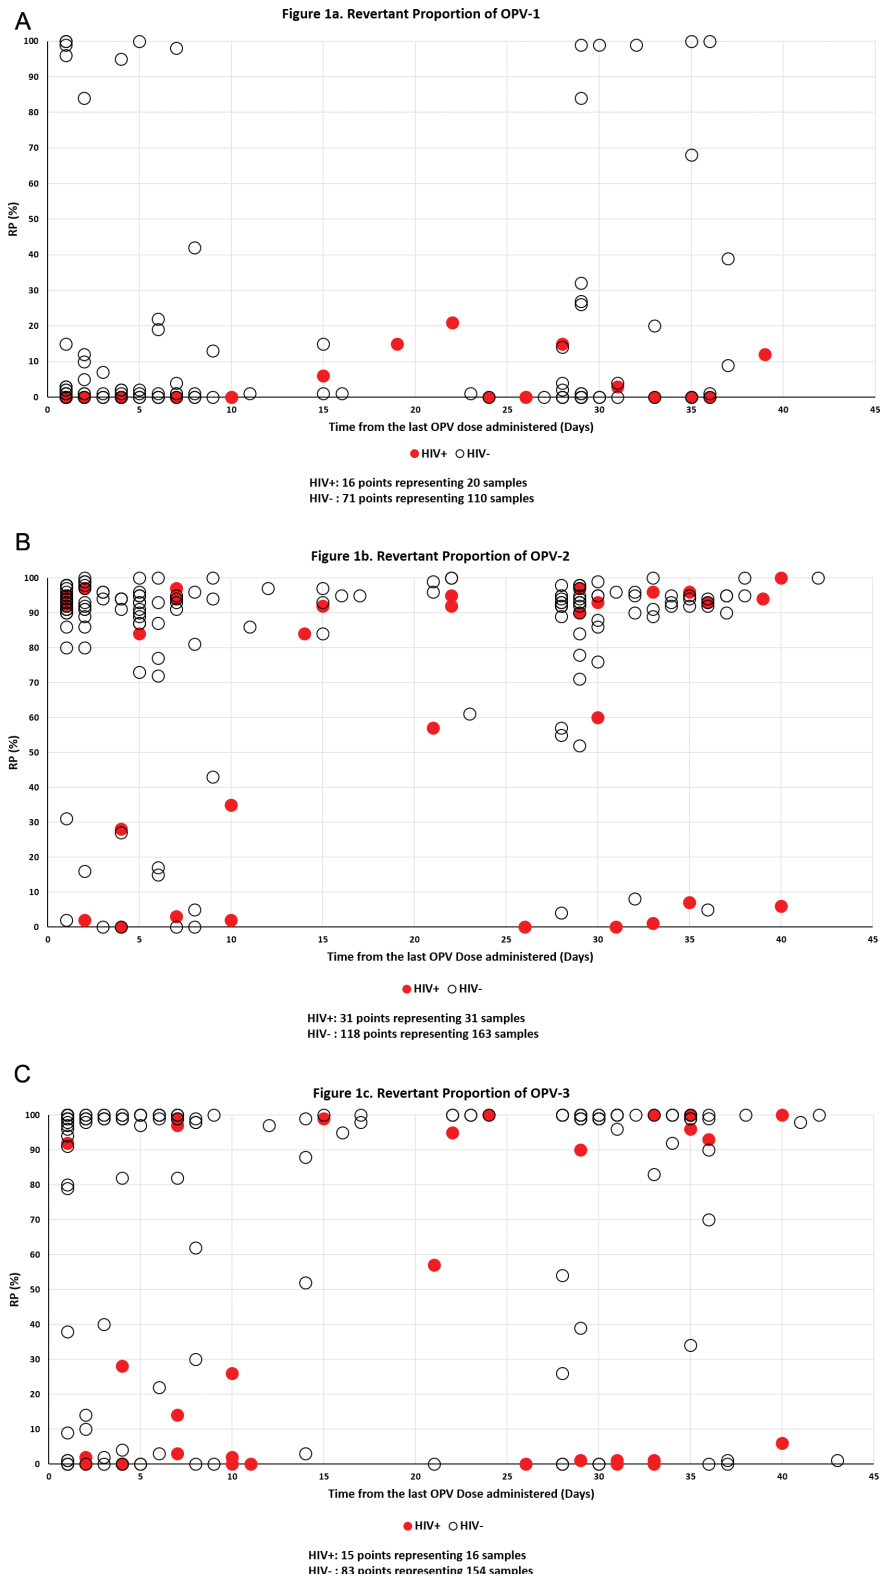 A
Figure 1a. Revertant Proportion of OPV-1
100
90
80
70
60
50
40
30
20
10
0
RP (%)
0 5 10 15 20 25 30 35 40 45
Time from the last OPV dose administered (Days)
HIV+ HIV-
HIV+: 16 points representing 20 samples
HIV- : 71 points representing 110 samples
B
Figure 1b. Revertant Proportion of OPV-2
100
90
80
70
60
50
40
30
20
10
0
RP (%)
0 5 10 15 20 25 30 35 40 45
Time from the last OPV Dose administered (Days)
HIV+ HIV-
HIV+: 31 points representing 31 samples
HIV- : 118 points representing 163 samples
C
Figure 1c. Revertant Proportion of OPV-3
100
90
80
70
60
50
40
30
20
10
0
RP (%)
0 5 10 15 20 25 30 35 40 45
Time from the last OPV Dose administered (Days)
HIV+ HIV-
HIV+: 15 points representing 16 samples
HIV- : 83 points representing 154 samples